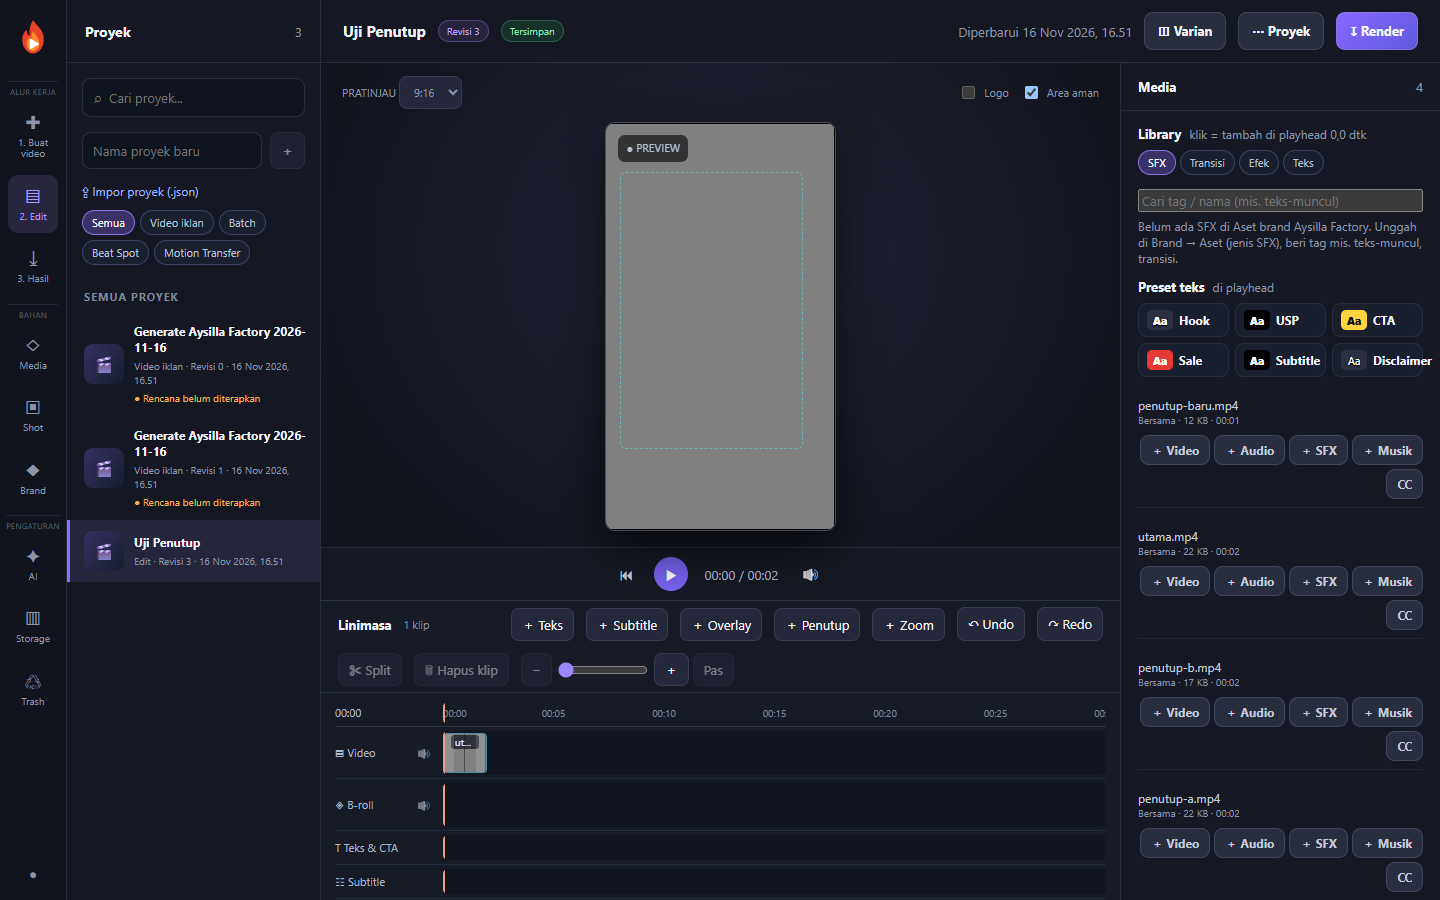 ALUR KERJA
1. Buat
video
2. Edit
3. Hasil
BAHAN
Media
Shot
Brand
PENGATURAN
AI
Storage
Trash
Proyek 3
Cari proyek...
Nama proyek baru +
Impor proyek (.json)
Semua Video iklan Batch
Beat Spot Motion Transfer
SEMUA PROYEK
Generate Aysilla Factory 2026-
11-16
Video iklan · Revisi 0 · 16 Nov 2026,
16.51
● Rencana belum diterapkan
Generate Aysilla Factory 2026-
11-16
Video iklan · Revisi 1 · 16 Nov 2026,
16.51
● Rencana belum diterapkan
Uji Penutup
Edit · Revisi 3 · 16 Nov 2026, 16.51
Uji Penutup Revisi 3 Tersimpan Diperbarui 16 Nov 2026, 16.51 Varian ··· Proyek Render
PRATINJAU 9:16 Logo Area aman
● PREVIEW
00:00 / 00:02
Linimasa 1 klip + Teks + Subtitle + Overlay + Penutup + Zoom Undo Redo
Split Hapus klip − + Pas
00:00 00:00 00:05 00:10 00:15 00:20 00:25 00:
Video ut...
B-roll
T Teks & CTA
Subtitle
Media 4
Library klik = tambah di playhead 0,0 dtk
SFX Transisi Efek Teks
Cari tag / nama (mis. teks-muncul)
Belum ada SFX di Aset brand Aysilla Factory. Unggah
di Brand → Aset (jenis SFX), beri tag mis. teks-muncul,
transisi.
Preset teks di playhead
Aa Hook Aa USP Aa CTA
Aa Sale Aa Subtitle Aa Disclaimer
penutup-baru.mp4
Bersama · 12 KB · 00:01
+ Video + Audio + SFX + Musik
CC
utama.mp4
Bersama · 22 KB · 00:02
+ Video + Audio + SFX + Musik
CC
penutup-b.mp4
Bersama · 17 KB · 00:02
+ Video + Audio + SFX + Musik
CC
penutup-a.mp4
Bersama · 22 KB · 00:02
+ Video + Audio + SFX + Musik
CC